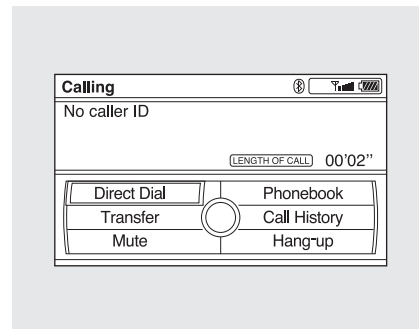 Calling
No caller ID
LENGTH OF CALL 00'02’’
Direct Dial Phonebook
Transfer Call History
Mute Hang-up